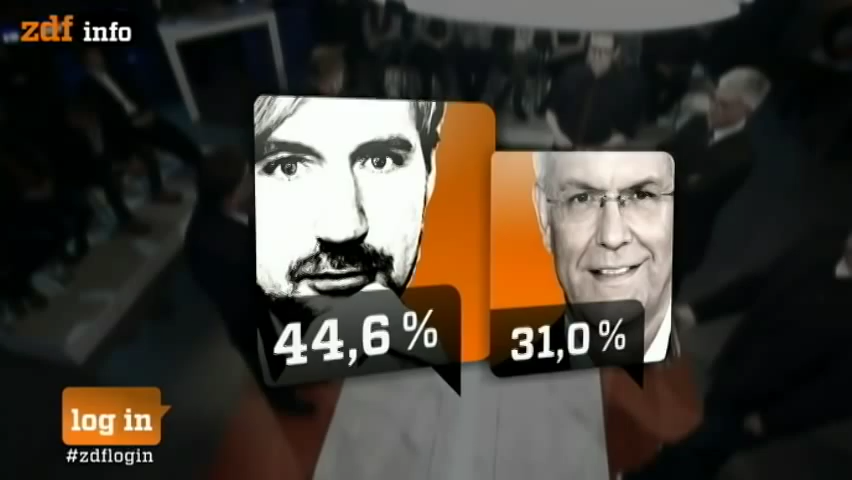 zdf info
44,6 %
31,0 %
log in
#zdflogin